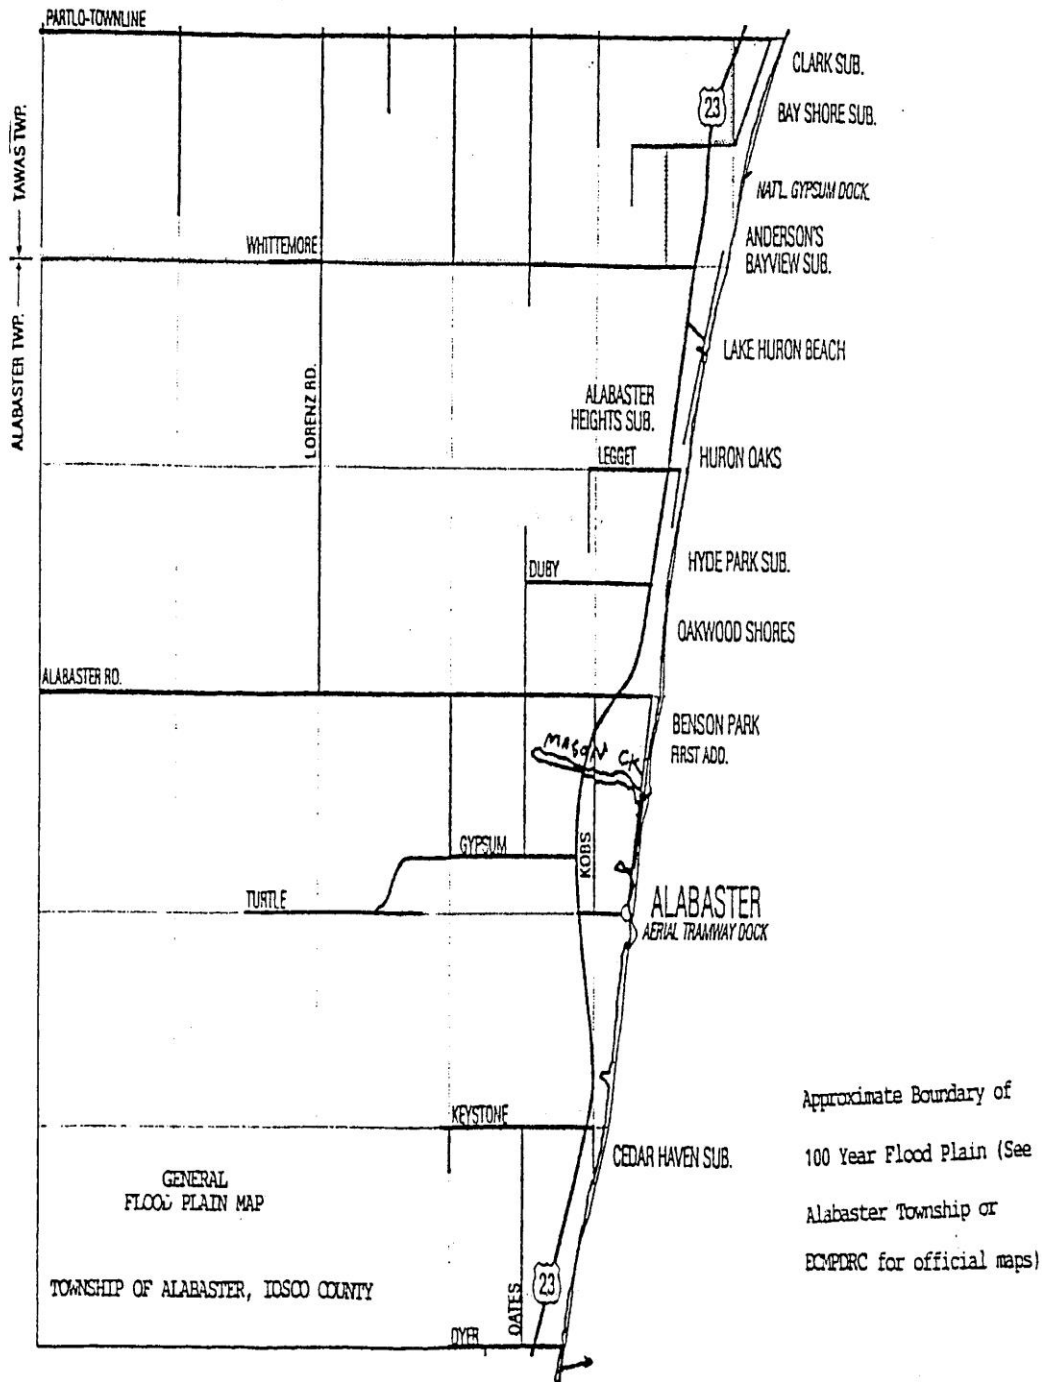 PARTLO-TOWNLINE
CLARK SUB.
23
BAY SHORE SUB.
TAWAS TWP.
NAT'L. GYPSUM DOCK.
ANDERSON'S
BAYVIEW SUB.
WHITTEMORE
ALABASTER TWP.
LAKE HURON BEACH
LORENZ RD.
ALABASTER
HEIGHTS SUB.
LEGGET
HURON OAKS
DUBY
HYDE PARK SUB.
OAKWOOD SHORES
ALABASTER RD.
BENSON PARK
FIRST ADD.
MASON CK
GYPSUM
KOBS
TURTLE
ALABASTER
AERIAL TRAMWAY DOCK
KEYSTONE
CEDAR HAVEN SUB.
Approximate Boundary of
100 Year Flood Plain (See
Alabaster Township or
ECMPDRC for official maps)
GENERAL
FLOOD PLAIN MAP
TOWNSHIP OF ALABASTER, IOSCO COUNTY
OATES
23
DYER